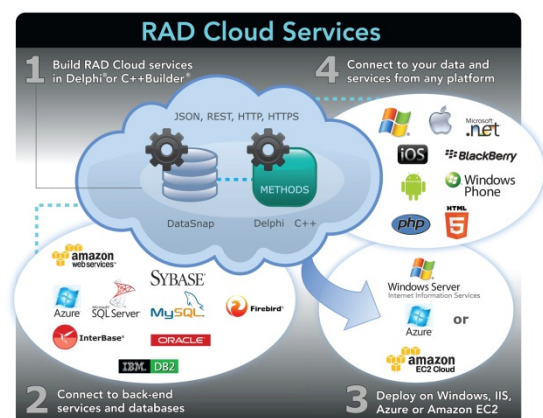 RAD Cloud Services
1 Build RAD Cloud services
in Delphi® or C++Builder®
4 Connect to your data and
services from any platform
JSON, REST, HTTP, HTTPS
METHODS
DataSnap
Delphi C++
Microsoft
.net
iOS
BlackBerry
Windows
Phone
php
HTML
5
amazon
webservices™
SYBASE®
Azure
Microsoft
SQL Server
MySQL
Firebird®
InterBase®
ORACLE
IBM. DB2
2 Connect to back-end
services and databases
Windows Server
Internet Information Services
Azure or
amazon
EC2 Cloud
3 Deploy on Windows, IIS,
Azure or Amazon EC2